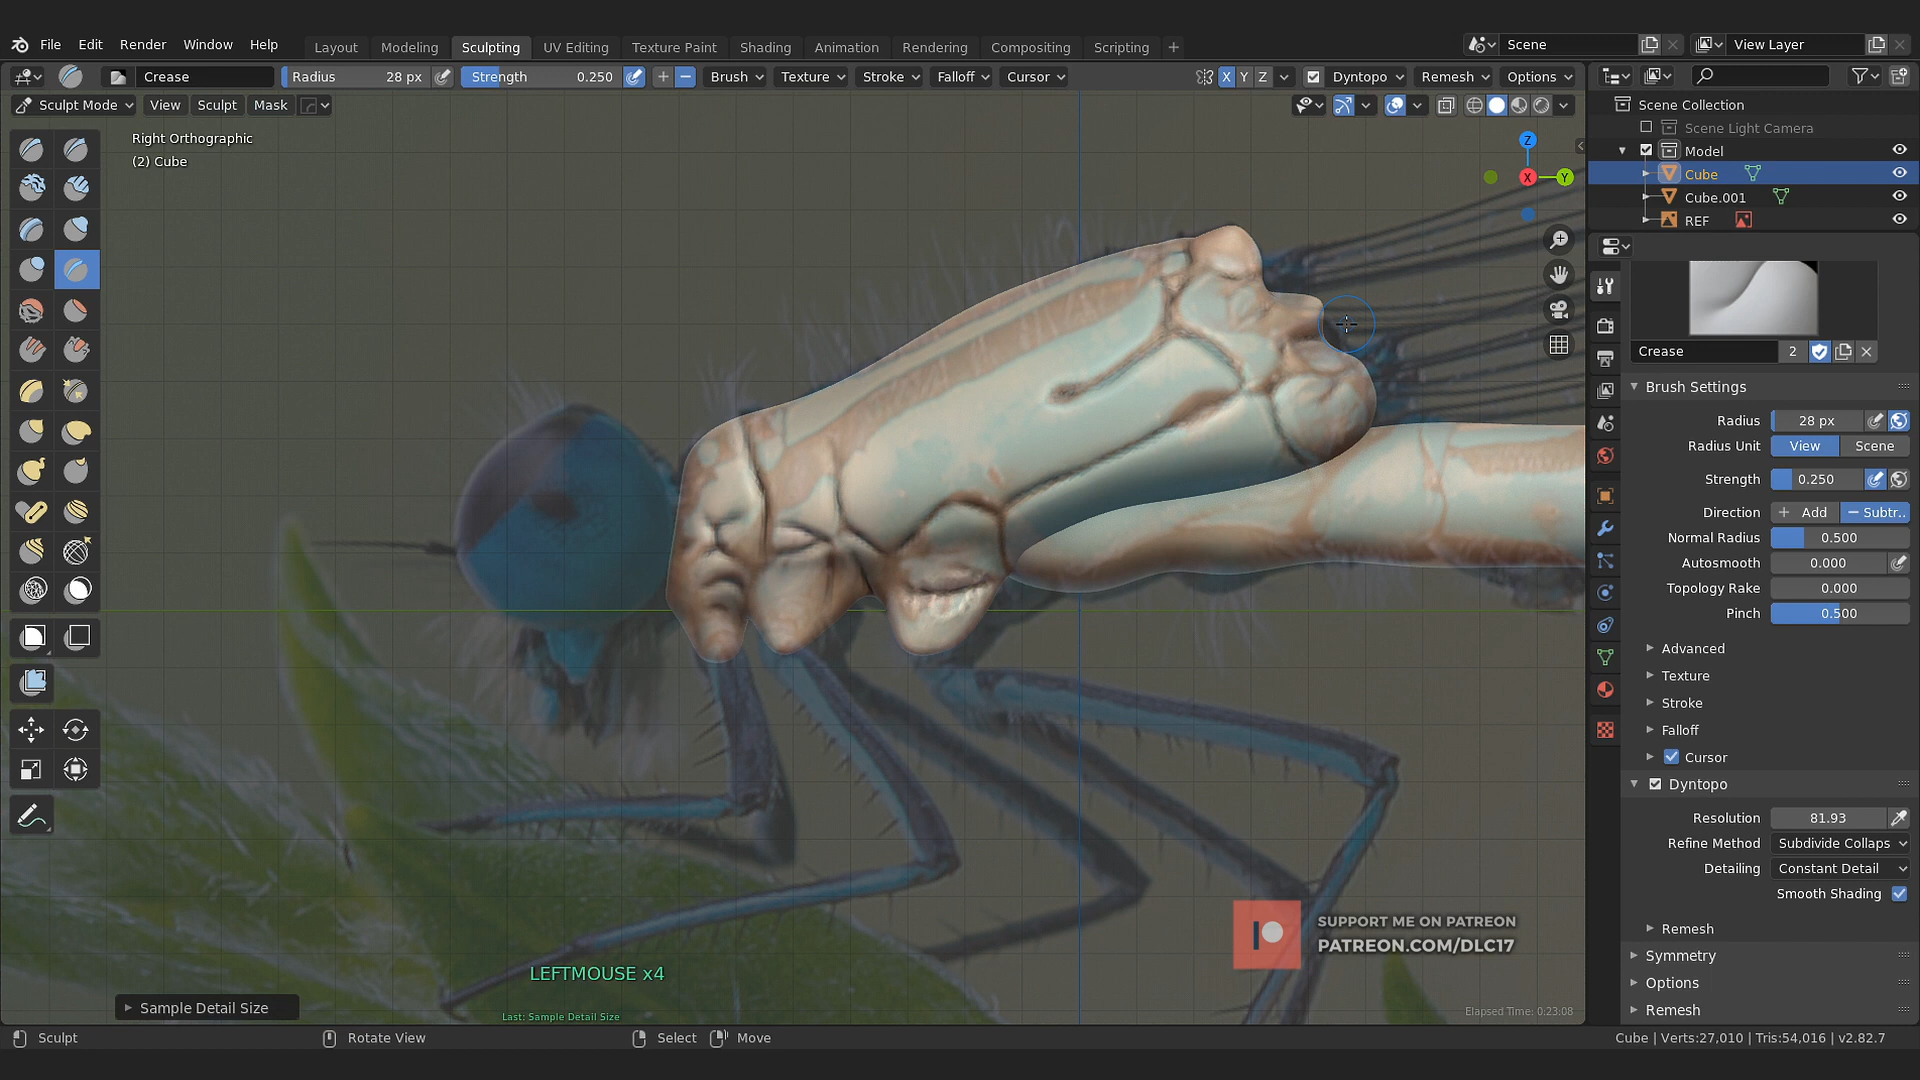 File Edit Render Window Help Layout Modeling Sculpting UV Editing Texture Paint Shading Animation Rendering Compositing Scripting + Scene View Layer
Crease Radius 28 px Strength 0.250 Brush Texture Stroke Falloff Cursor X Y Z Dyntopo Remesh Options
Sculpt Mode View Sculpt Mask
Right Orthographic
(2) Cube
Z
X
Y
Scene Collection
Scene Light Camera
Model
Cube
Cube.001
REF
Crease 2
Brush Settings
Radius 28 px
Radius Unit View Scene
Strength 0.250
Direction + Add − Subtr..
Normal Radius 0.500
Autosmooth 0.000
Topology Rake 0.000
Pinch 0.500
Advanced
Texture
Stroke
Falloff
Cursor
Dyntopo
Resolution 81.93
Refine Method Subdivide Collaps
Detailing Constant Detail
Smooth Shading
Remesh
Symmetry
Options
Remesh
SUPPORT ME ON PATREON
PATREON.COM/DLC17
LEFTMOUSE x4
Sample Detail Size
Last: Sample Detail Size
Elapsed Time: 0:23:08
Sculpt Rotate View Select Move Cube | Verts:27,010 | Tris:54,016 | v2.82.7